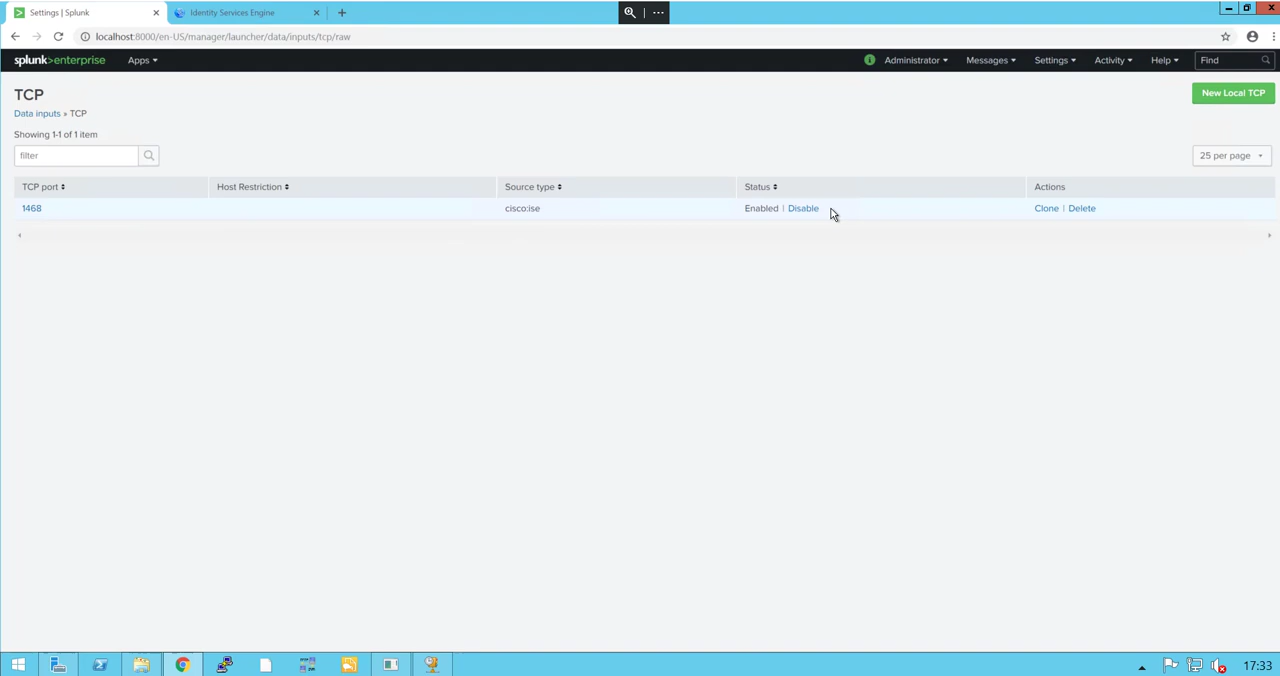 Settings | Splunk
Identity Services Engine
localhost:8000/en-US/manager/launcher/data/inputs/tcp/raw
splunk>enterprise Apps Administrator Messages Settings Activity Help Find
TCP
New Local TCP
Data inputs » TCP
Showing 1-1 of 1 item
filter
25 per page
TCP port Host Restriction Source type Status Actions
1468 cisco:ise Enabled | Disable Clone | Delete
17:33